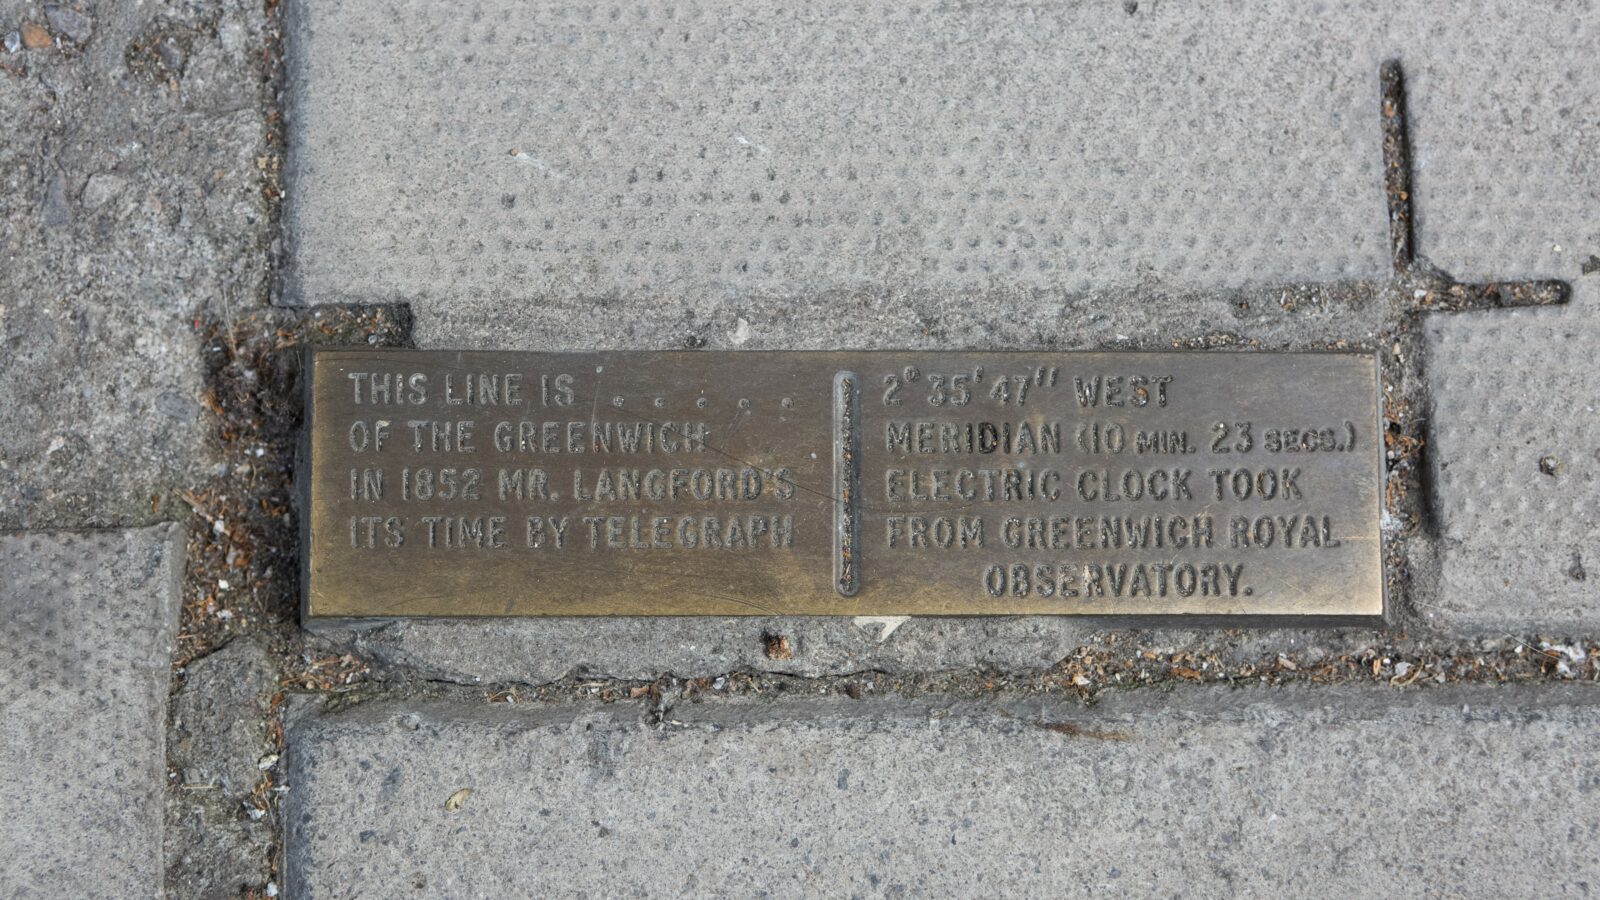 THIS LINE IS . . . . . 2° 35' 47" WEST
OF THE GREENWICH MERIDIAN (10 MIN. 23 SECS.)
IN 1852 MR. LANGFORD'S ELECTRIC CLOCK TOOK
ITS TIME BY TELEGRAPH FROM GREENWICH ROYAL
OBSERVATORY.